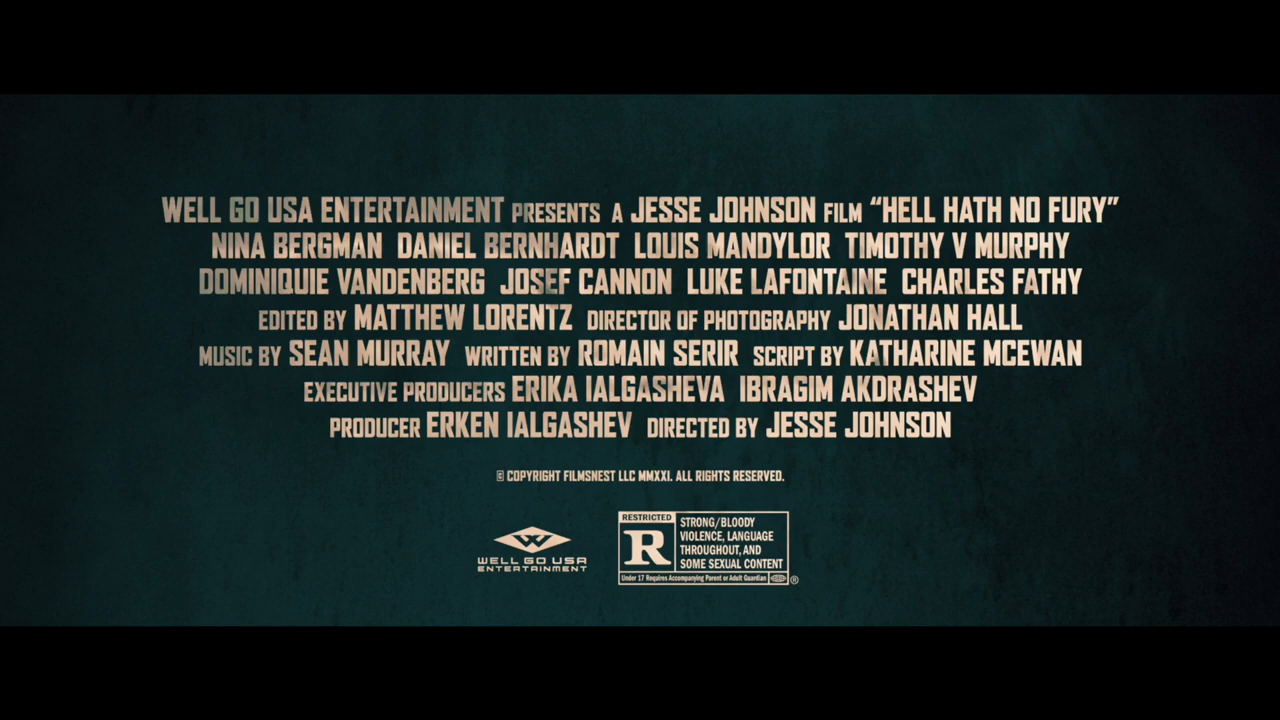 WELL GO USA ENTERTAINMENT PRESENTS A JESSE JOHNSON FILM “HELL HATH NO FURY”
NINA BERGMAN DANIEL BERNHARDT LOUIS MANDYLOR TIMOTHY V MURPHY
DOMINIQUIE VANDENBERG JOSEF CANNON LUKE LAFONTAINE CHARLES FATHY
EDITED BY MATTHEW LORENTZ DIRECTOR OF PHOTOGRAPHY JONATHAN HALL
MUSIC BY SEAN MURRAY WRITTEN BY ROMAIN SERIR SCRIPT BY KATHARINE MCEWAN
EXECUTIVE PRODUCERS ERIKA IALGASHEVA IBRAGIM AKDRASHEV
PRODUCER ERKEN IALGASHEV DIRECTED BY JESSE JOHNSON
© COPYRIGHT FILMSNEST LLC MMXXI. ALL RIGHTS RESERVED.
WELL GO USA
ENTERTAINMENT
RESTRICTED
R
STRONG/BLOODY
VIOLENCE, LANGUAGE
THROUGHOUT, AND
SOME SEXUAL CONTENT
Under 17 Requires Accompanying Parent or Adult Guardian
®